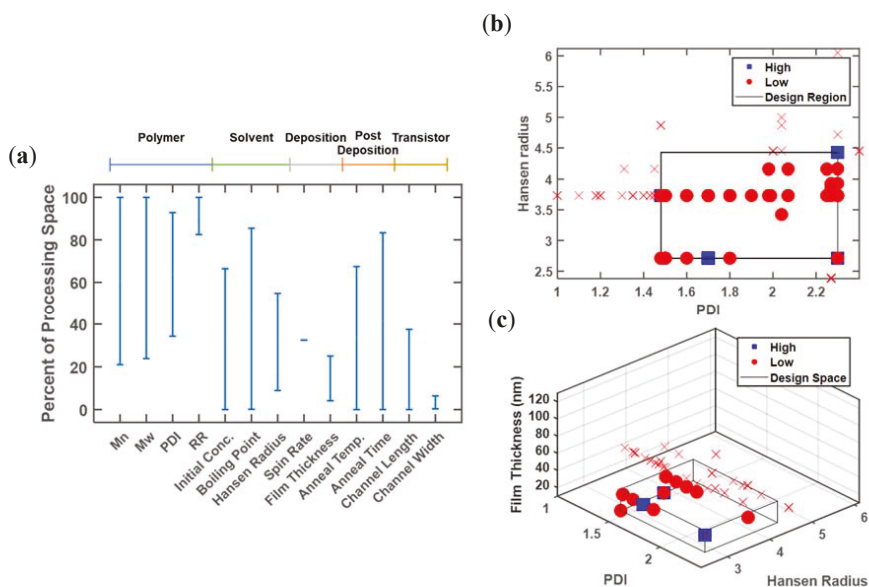 (a)
Polymer Solvent Deposition Post Deposition Transistor
Percent of Processing Space
100
80
60
40
20
0
Mn Mw PDI RR Initial Conc. Boiling Point Hansen Radius Spin Rate Film Thickness Anneal Temp. Anneal Time Channel Length Channel Width
(b)
Hansen radius
6
5.5
5
4.5
4
3.5
3
2.5
1 1.2 1.4 1.6 1.8 2 2.2
PDI
High
Low
Design Region
(c)
Film Thickness (nm)
120
100
80
60
40
20
1 1.5 2
PDI
3 4 5 6
Hansen Radius
High
Low
Design Space